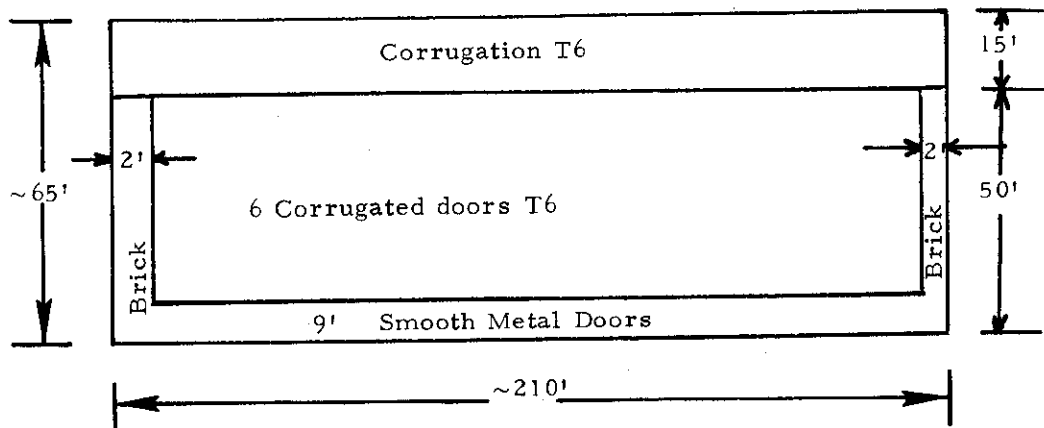 Corrugation T6
15'
2'
2'
~65'
6 Corrugated doors T6
50'
Brick
Brick
9' Smooth Metal Doors
~210'